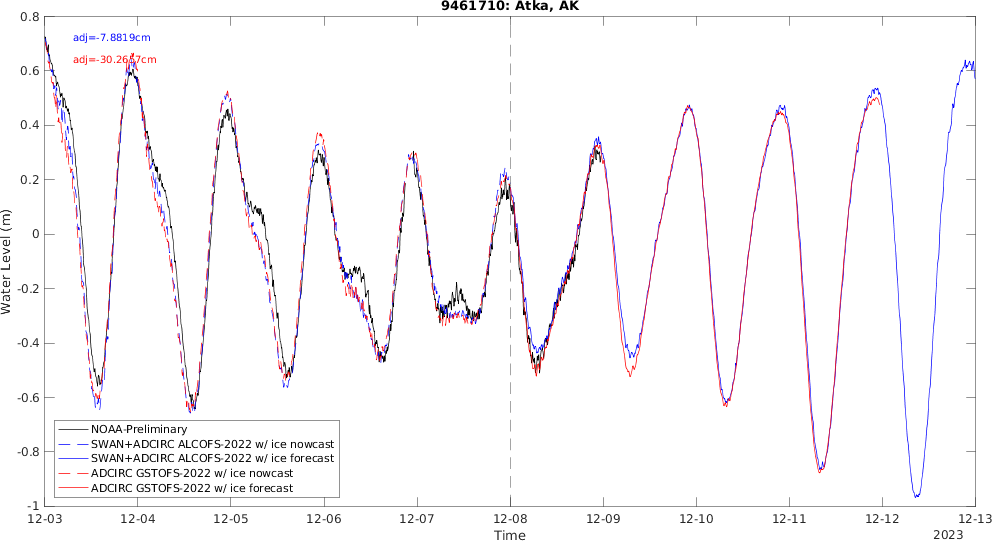 9461710: Atka, AK
adj=-7.8819cm
adj=-30.2657cm
Water Level (m)
0.8
0.6
0.4
0.2
0
-0.2
-0.4
-0.6
-0.8
-1
NOAA-Preliminary
SWAN+ADCIRC ALCOFS-2022 w/ ice nowcast
SWAN+ADCIRC ALCOFS-2022 w/ ice forecast
ADCIRC GSTOFS-2022 w/ ice nowcast
ADCIRC GSTOFS-2022 w/ ice forecast
12-03 12-04 12-05 12-06 12-07 12-08 12-09 12-10 12-11 12-12 12-13
Time
2023